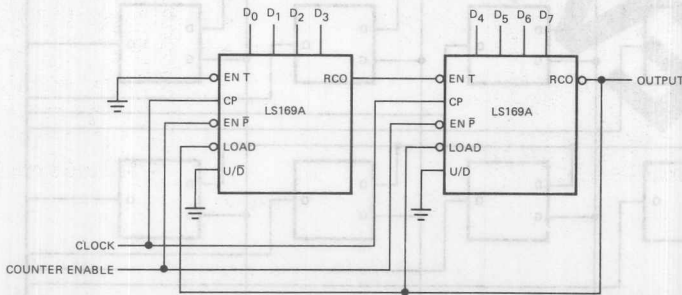 D0 D1 D2 D3
D4 D5 D6 D7
EN T
RCO
CP
LS169A
EN P̅
LOAD
U/D̅
EN T
RCO
OUTPUT
CP
LS169A
EN P̅
LOAD
U/D
CLOCK
COUNTER ENABLE